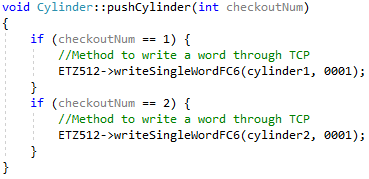 void Cylinder::pushCylinder(int checkoutNum)
{
    if (checkoutNum == 1) {
        //Method to write a word through TCP
        ETZ512->writeSingleWordFC6(cylinder1, 0001);
    }
    if (checkoutNum == 2) {
        //Method to write a word through TCP
        ETZ512->writeSingleWordFC6(cylinder2, 0001);
    }
}